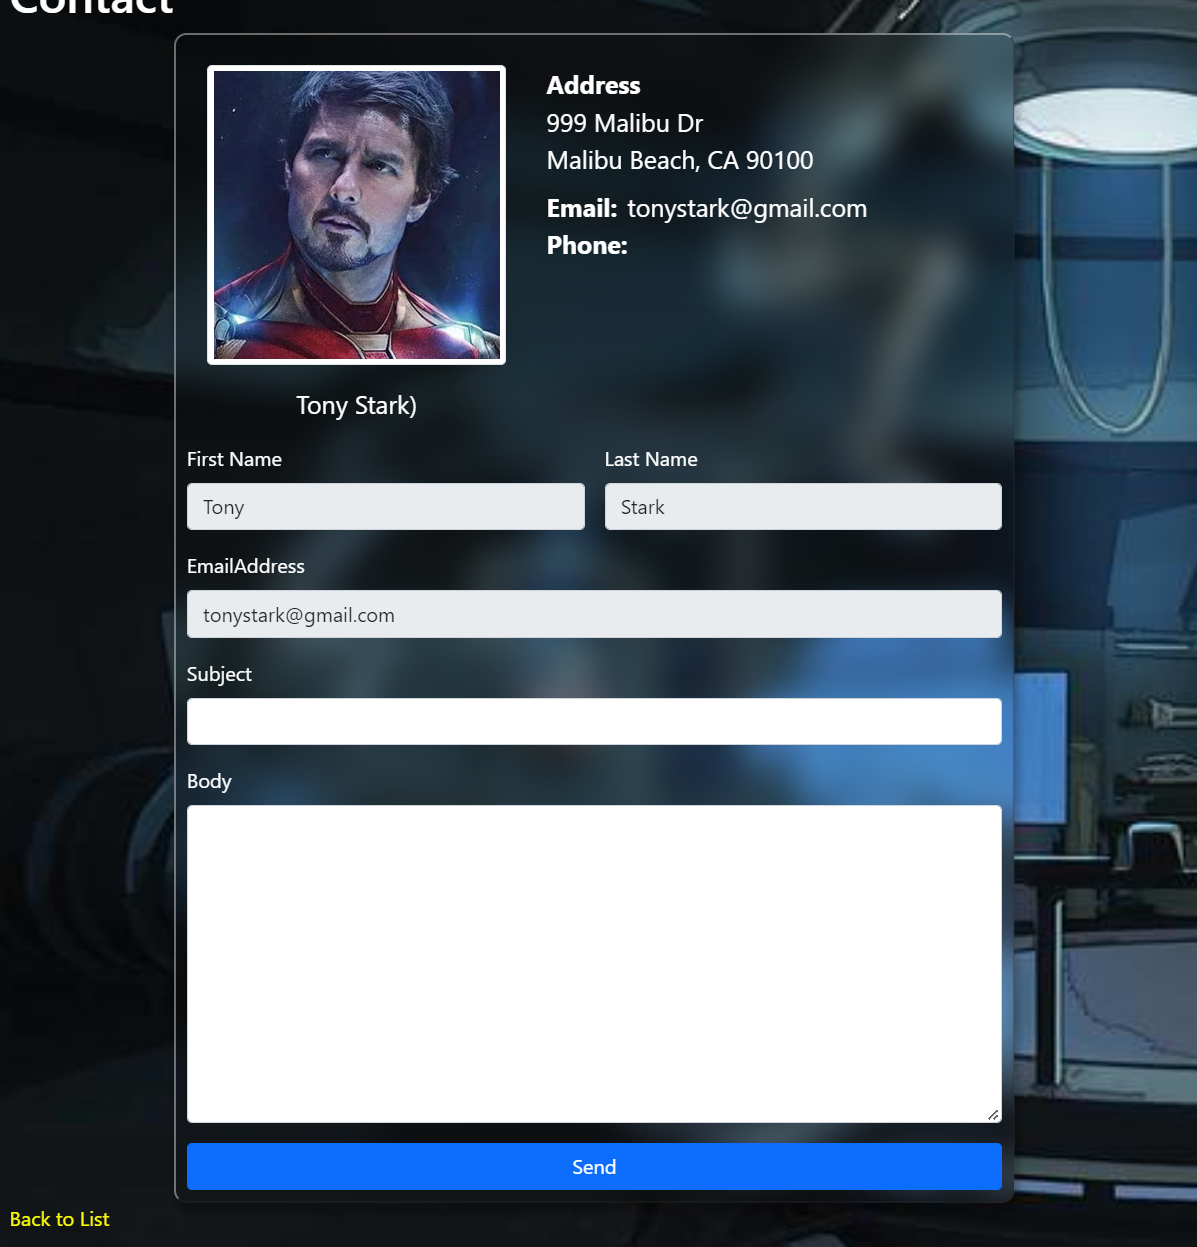 Contact
Address
999 Malibu Dr
Malibu Beach, CA 90100
Email: tonystark@gmail.com
Phone:
Tony Stark)
First Name
Last Name
Tony
Stark
EmailAddress
tonystark@gmail.com
Subject
Body
Send
Back to List